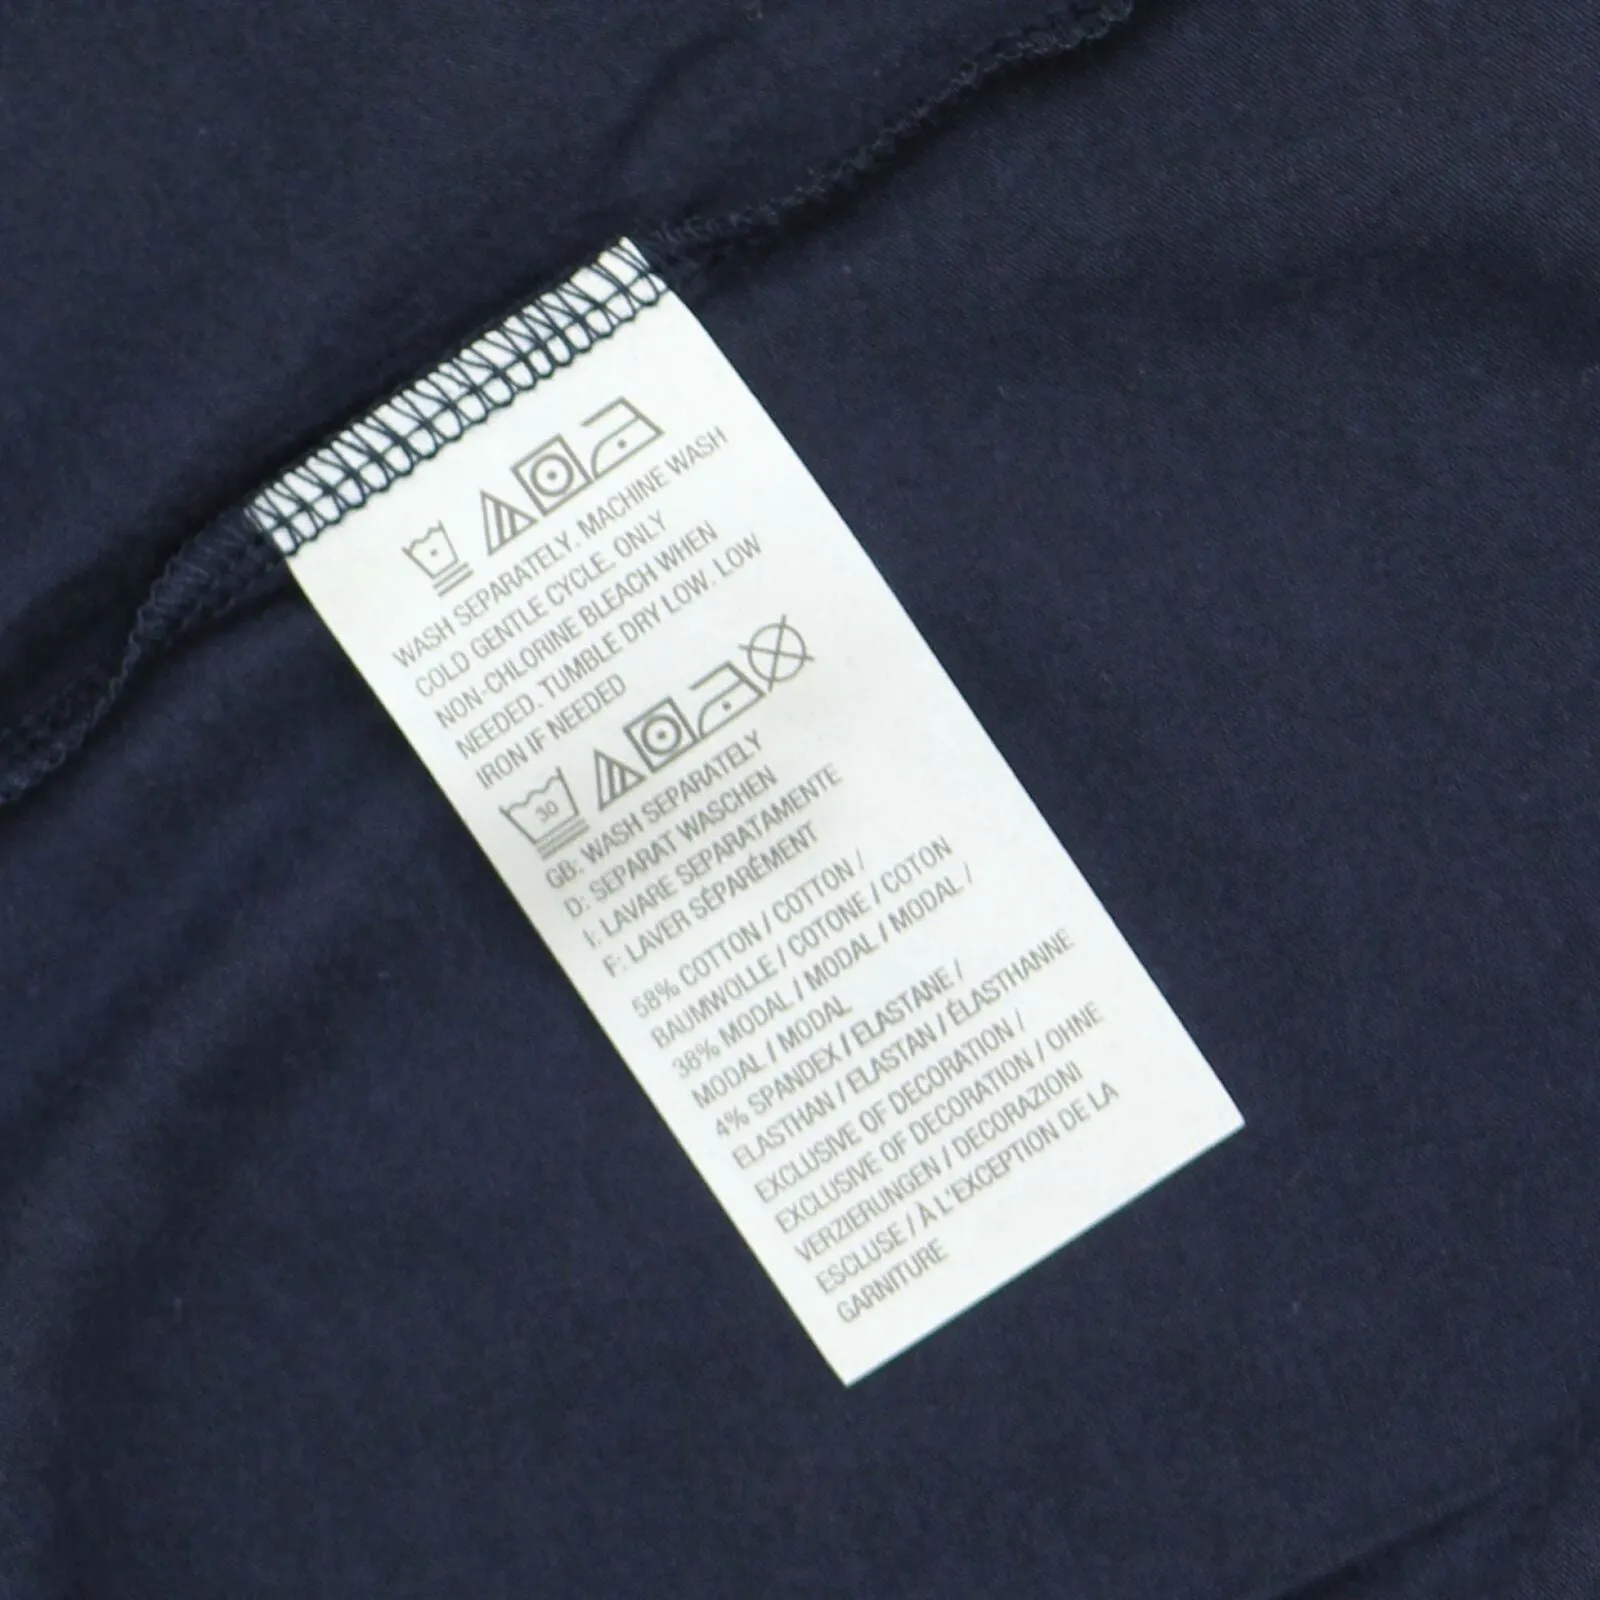 WASH SEPARATELY. MACHINE WASH
COLD GENTLE CYCLE. ONLY
NON-CHLORINE BLEACH WHEN
NEEDED. TUMBLE DRY LOW. LOW
IRON IF NEEDED
30
GB: WASH SEPARATELY
D: SEPARAT WASCHEN
I: LAVARE SEPARATAMENTE
F: LAVER SÉPARÉMENT
58% COTTON / COTTON /
BAUMWOLLE / COTONE / COTON
38% MODAL / MODAL / MODAL /
MODAL / MODAL
4% SPANDEX / ELASTANE /
ELASTHAN / ELASTAN / ÉLASTHANNE
EXCLUSIVE OF DECORATION /
EXCLUSIVE OF DECORATION / OHNE
VERZIERUNGEN / DECORAZIONI
ESCLUSE / À L'EXCEPTION DE LA
GARNITURE